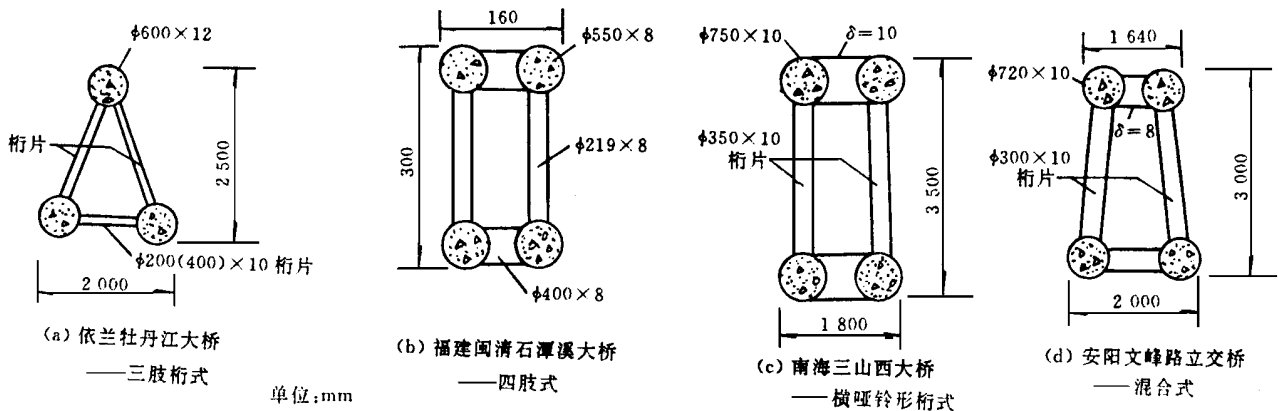 ϕ600×12
桁片
2 500
ϕ200(400)×10 桁片
2 000
(a) 依兰牡丹江大桥
——三肢桁式
160
ϕ550×8
300
ϕ219×8
ϕ400×8
(b) 福建闽清石潭溪大桥
——四肢式
ϕ750×10
δ=10
ϕ350×10
桁片
3 500
1 800
(c) 南海三山西大桥
——横哑铃形桁式
1 640
ϕ720×10
δ=8
ϕ300×10
桁片
3 000
2 000
(d) 安阳文峰路立交桥
——混合式
单位;mm